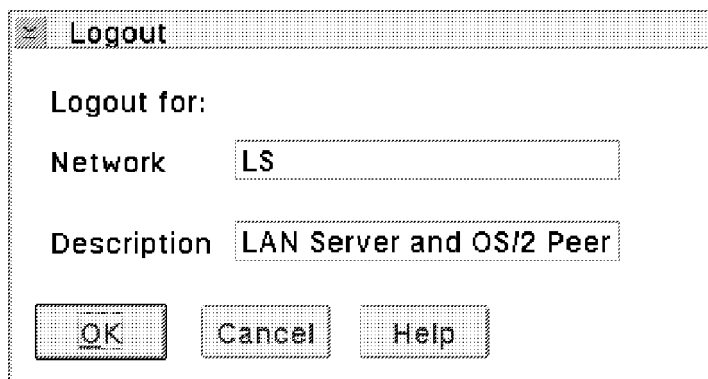 Logout
Logout for:
Network LS
Description LAN Server and OS/2 Peer
OK Cancel Help